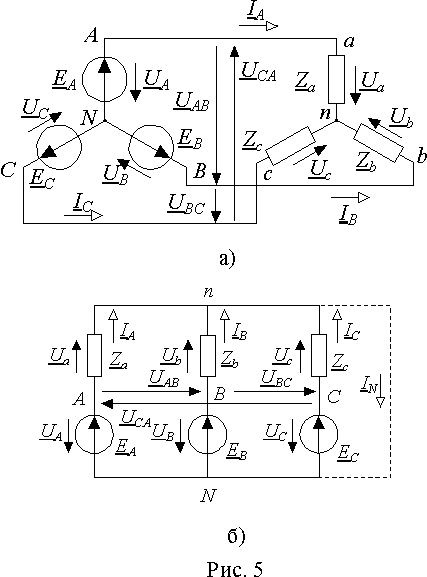 I_A
A a
E_A U_A U_CA Z_a U_a
U_AB
U_C N n U_b
E_B Z_c
C B Z_b b
E_C U_B c U_c
I_C U_BC I_B
а)
n
I_A I_B I_C
U_a Z_a U_b Z_b U_c Z_c
U_AB U_BC I_N
A B C
U_CA
U_A E_A U_B E_B U_C E_C
N
б)
Рис. 5